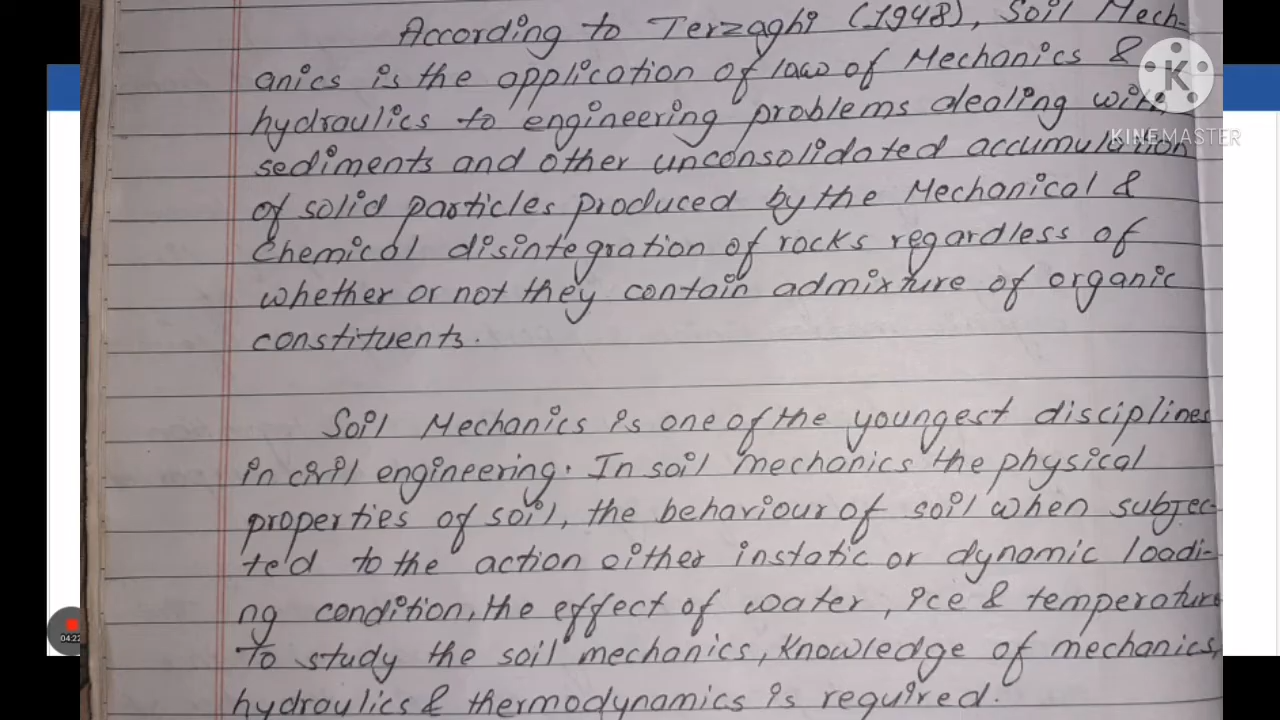 According to Terzaghi (1948), Soil Mech-
anics is the application of law of Mechanics &
hydraulics to engineering problems dealing with
sediments and other unconsolidated accumulation
of solid particles produced by the Mechanical &
Chemical disintegration of rocks regardless of
whether or not they contain admixture of organic
constituents.
Soil Mechanics is one of the youngest disciplines
in civil engineering. In soil mechanics the physical
properties of soil, the behaviour of soil when subjec-
ted to the action either instatic or dynamic loadi-
ng condition, the effect of water, ice & temperature
to study the soil mechanics, knowledge of mechanics,
hydraulics & thermodynamics is required.
K
KINEMASTER
04:22